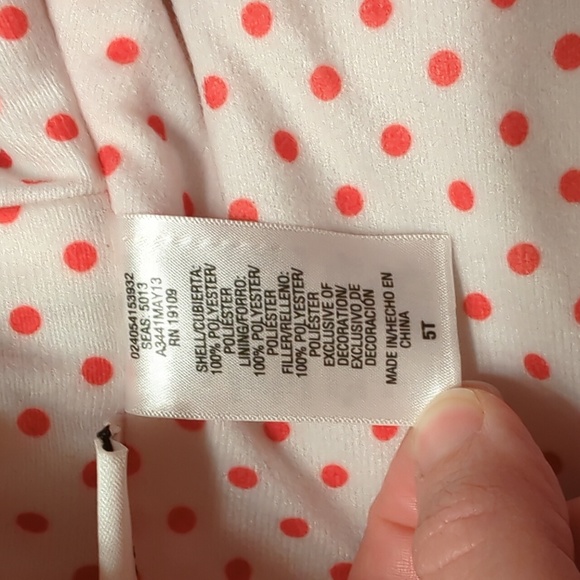 024054153932
SEAS. 5013
A3441MAY13
RN 19109
SHELL/CUBIERTA:
100% POLYESTER/
POLIÉSTER
LINING/FORRO:
100% POLYESTER/
POLIÉSTER
FILLER/RELLENO:
100% POLYESTER/
POLIÉSTER
EXCLUSIVE OF
DECORATION/
EXCLUSIVO DE
DECORACIÓN
MADE IN/HECHO EN
CHINA
5T